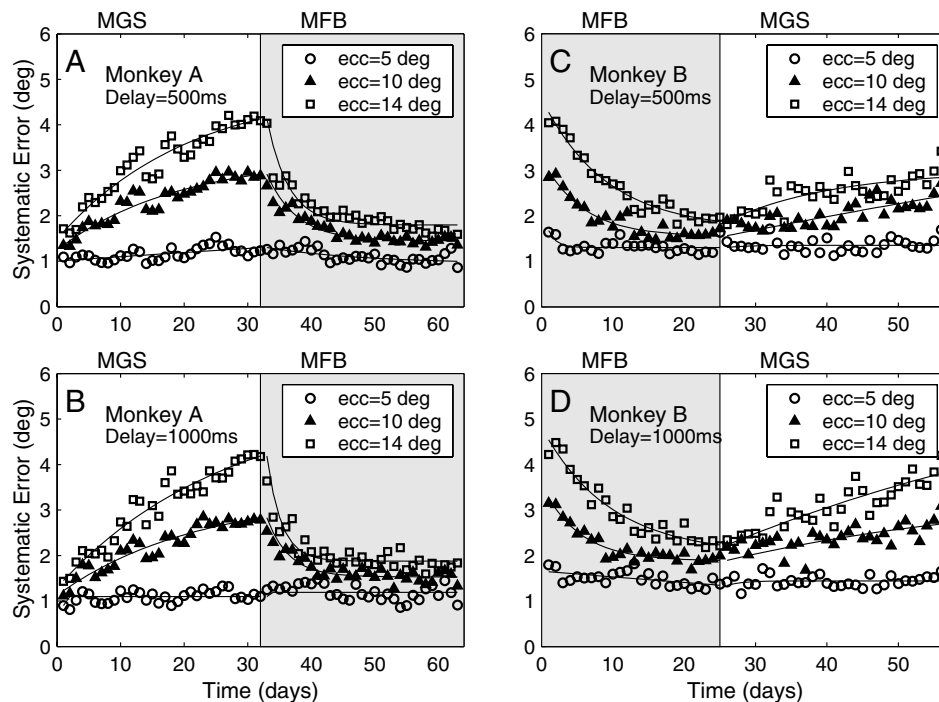 MGS MFB
A
Monkey A
Delay=500ms
ecc=5 deg
ecc=10 deg
ecc=14 deg
Systematic Error (deg)
6
5
4
3
2
1
0
0 10 20 30 40 50 60
MFB MGS
C
Monkey B
Delay=500ms
ecc=5 deg
ecc=10 deg
ecc=14 deg
6
5
4
3
2
1
0
0 10 20 30 40 50
MGS MFB
B
Monkey A
Delay=1000ms
ecc=5 deg
ecc=10 deg
ecc=14 deg
Systematic Error (deg)
6
5
4
3
2
1
0
0 10 20 30 40 50 60
Time (days)
MFB MGS
D
Monkey B
Delay=1000ms
ecc=5 deg
ecc=10 deg
ecc=14 deg
6
5
4
3
2
1
0
0 10 20 30 40 50
Time (days)